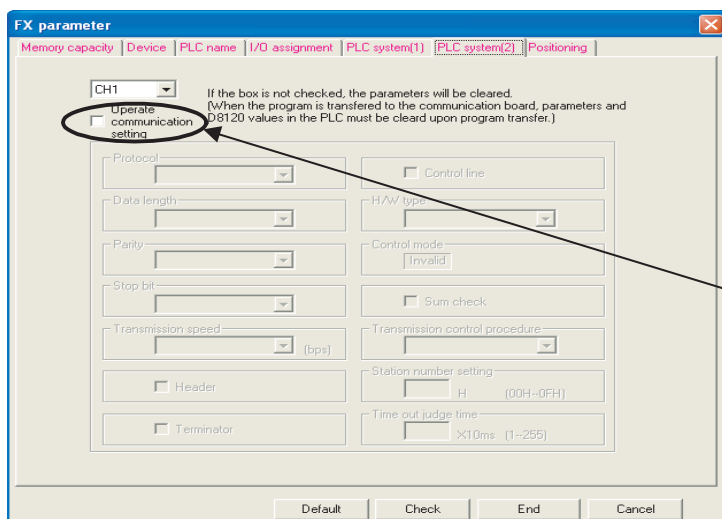 FX parameter
Memory capacity Device PLC name I/O assignment PLC system(1) PLC system(2) Positioning
CH1
If the box is not checked, the parameters will be cleared.
(When the program is transfered to the communication board, parameters and
D8120 values in the PLC must be cleard upon program transfer.)
Operate
communication
setting
Protocol
Control line
Data length
H/W type
Parity
Control mode
Invalid
Stop bit
Sum check
Transmission speed
(bps)
Transmission control procedure
Header
Station number setting
H (00H--0FH)
Terminator
Time out judge time
X10ms (1--255)
Default Check End Cancel